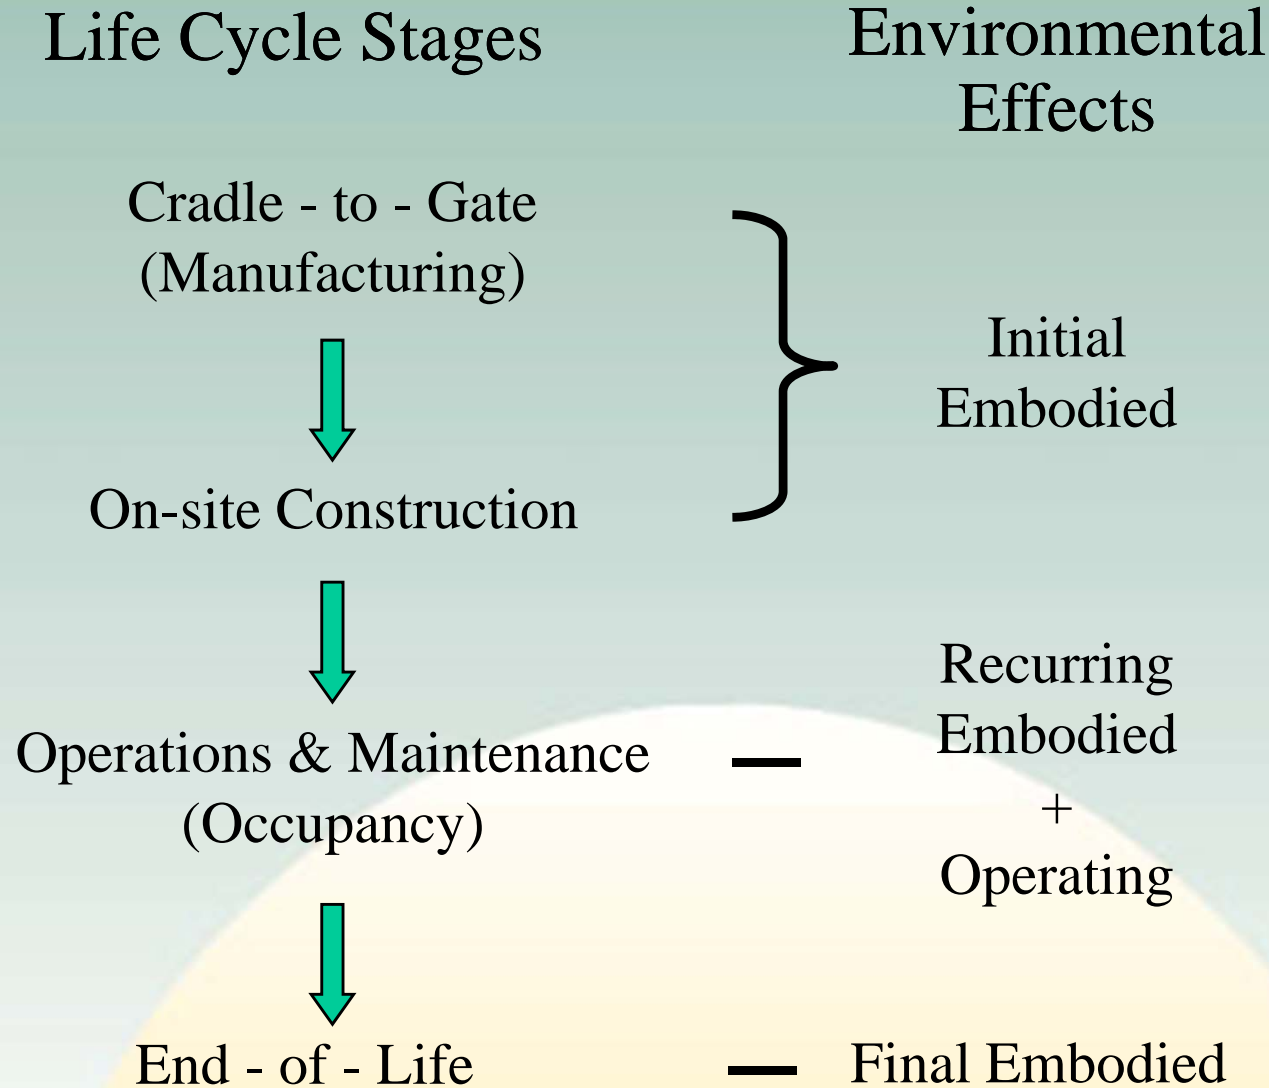 Life Cycle Stages
Environmental
Effects
Cradle - to - Gate
(Manufacturing)
Initial
Embodied
On-site Construction
Operations & Maintenance
(Occupancy)
Recurring
Embodied
+
Operating
End - of - Life
Final Embodied